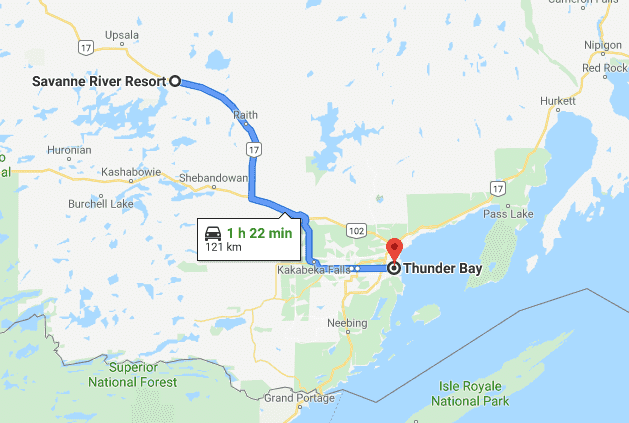 Cameron Falls
Upsala
17
Nipigon
Red Rock
Savanne River Resort
Hurkett
Raith
Huronian
17
Kashabowie
Shebandowan
17
Burchell Lake
Pass Lake
1 h 22 min
102
121 km
Kakabeka Falls
Thunder Bay
Neebing
Superior
National Forest
Isle Royale
National Park
Grand Portage